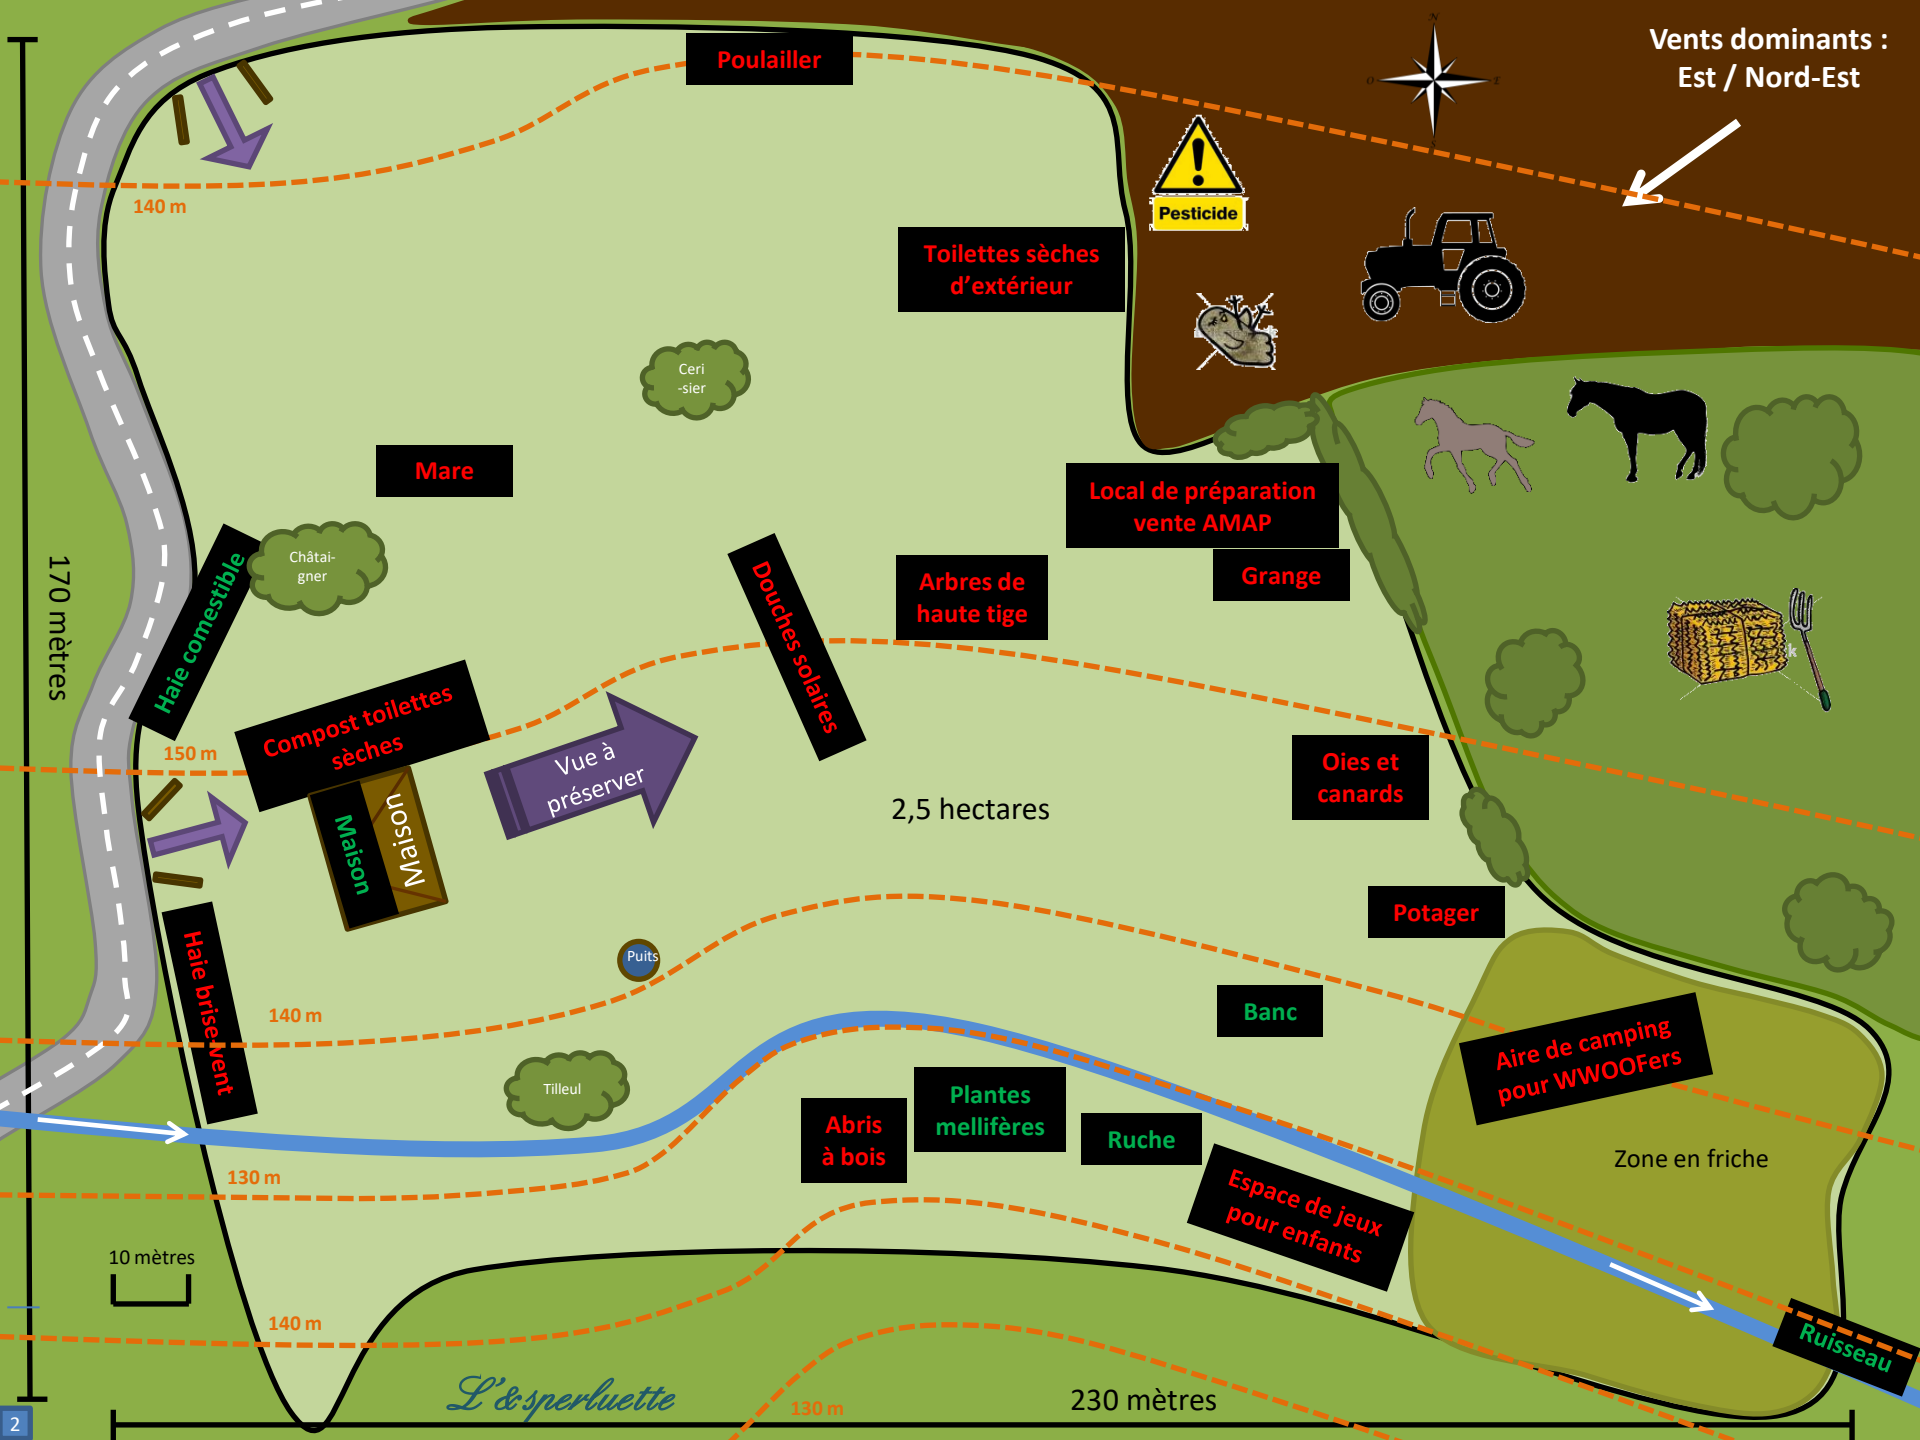 N
O
E
S
Vents dominants :
Est / Nord-Est
Poulailler
Pesticide
140 m
Toilettes sèches
d'extérieur
Ceri
-sier
Mare
Local de préparation
vente AMAP
Grange
Châtai-
gner
Haie comestible
Arbres de
haute tige
Douches solaires
170 mètres
Compost toilettes
sèches
150 m
Vue à
préserver
Oies et
canards
2,5 hectares
Maison
Maison
Potager
Haie brise-vent
Puits
140 m
Banc
Aire de camping
pour WWOOFers
Tilleul
Plantes
mellifères
Abris
à bois
Ruche
Zone en friche
130 m
Espace de jeux
pour enfants
10 mètres
140 m
Ruisseau
L'&sperluette
130 m
230 mètres
2